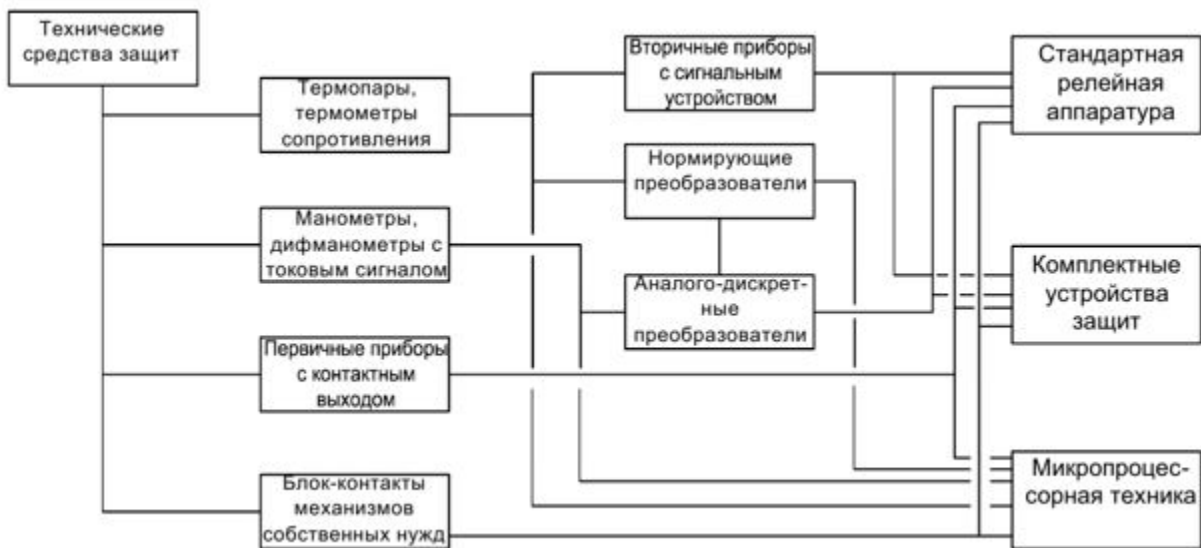 Технические
средства защит
Термопары,
термометры
сопротивления
Манометры,
дифманометры с
токовым сигналом
Первичные приборы
с контактным
выходом
Блок-контакты
механизмов
собственных нужд
Вторичные приборы
с сигнальным
устройством
Нормирующие
преобразователи
Аналого-дискрет-
ные
преобразователи
Стандартная
релейная
аппаратура
Комплектные
устройства
защит
Микропроцес-
сорная техника